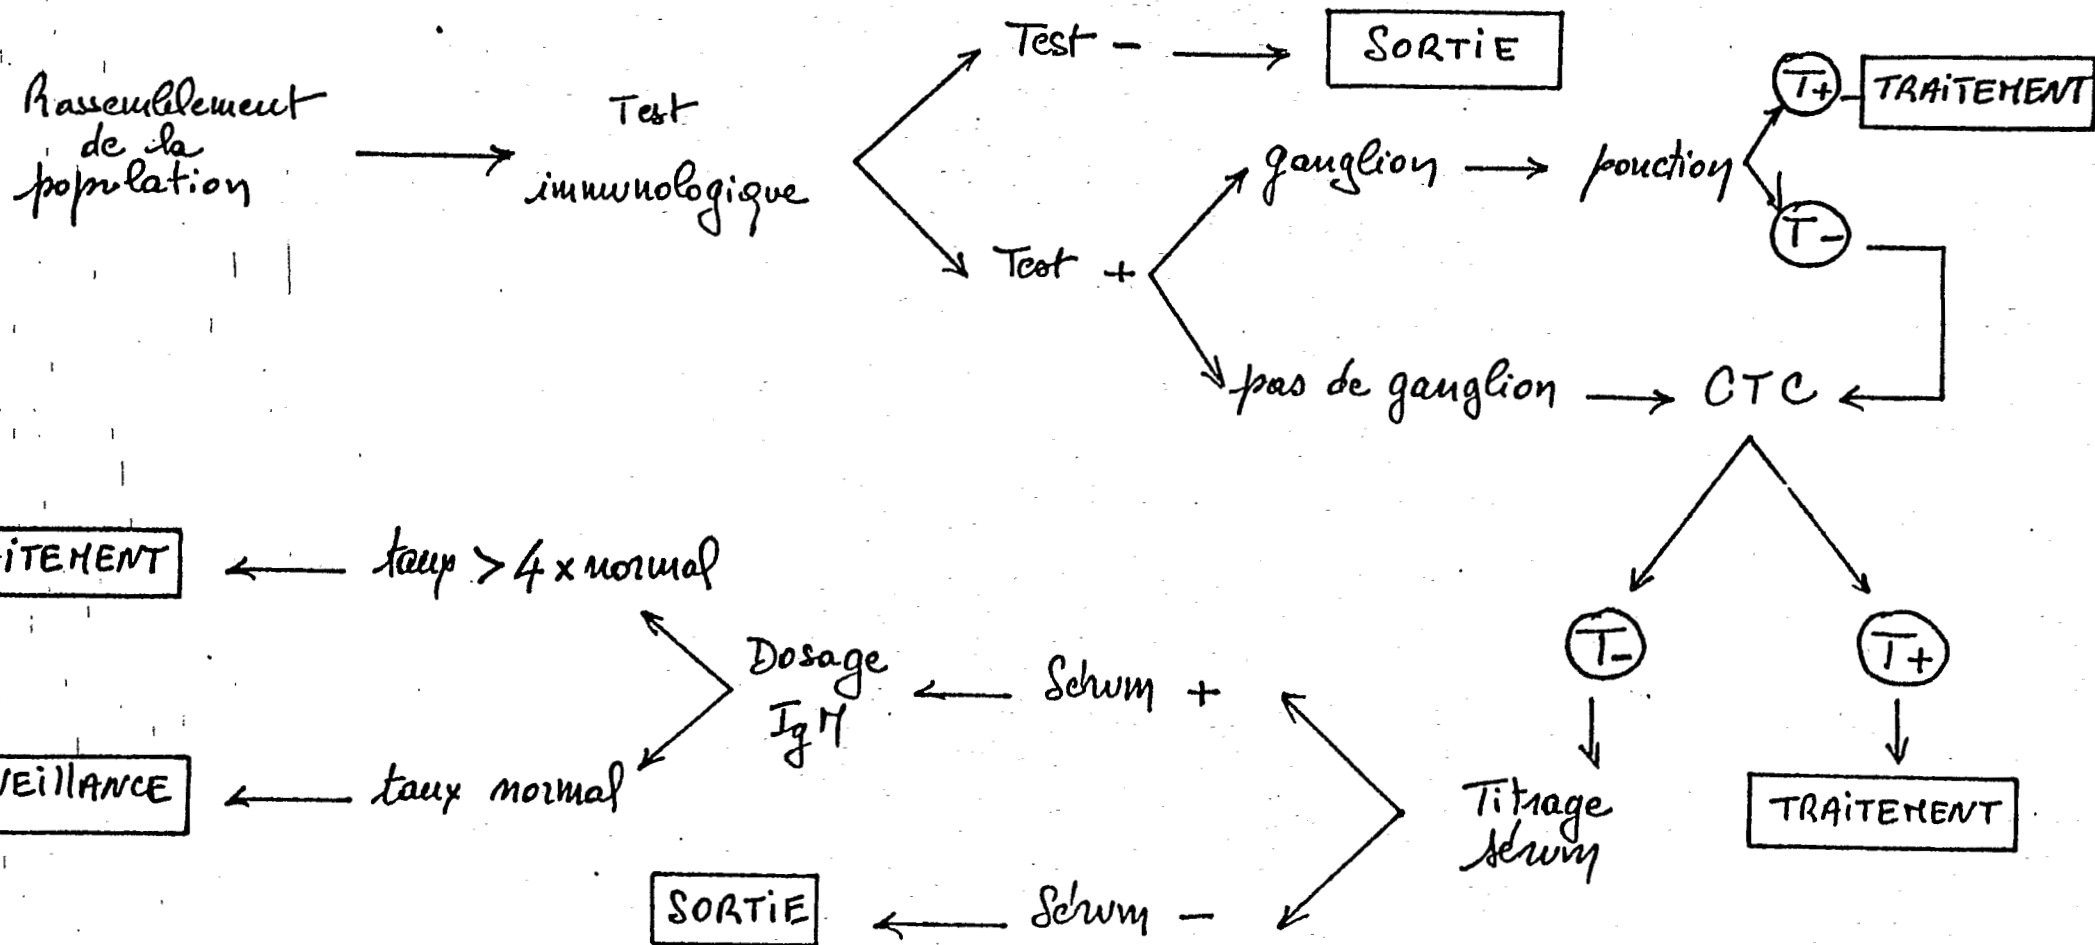 Rassemblement
de la
population
Test
immunologique
Test -
SORTiE
Test +
ganglion
ponction
T+
TRAiTEMENT
T-
pas de ganglion
CTC
T-
T+
TRAiTEMENT
Titrage
sérum
Sérum +
Sérum -
SORTiE
Dosage
IgM
taux > 4 x normal
iTEMENT
taux normal
VEillANCE